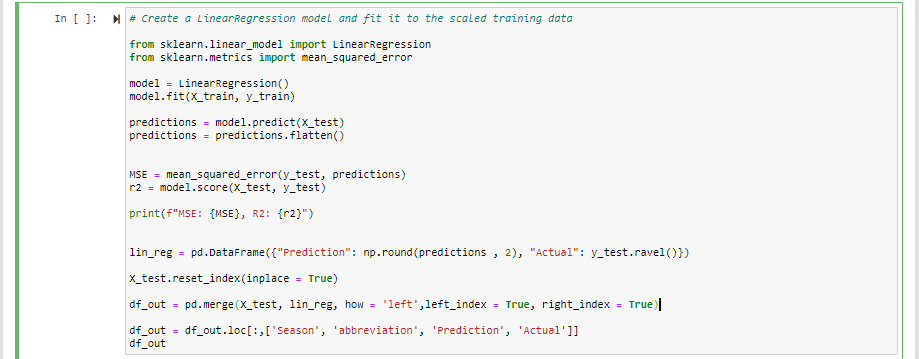 In [ ]:
# Create a LinearRegression model and fit it to the scaled training data
from sklearn.linear_model import LinearRegression
from sklearn.metrics import mean_squared_error
model = LinearRegression()
model.fit(X_train, y_train)
predictions = model.predict(X_test)
predictions = predictions.flatten()
MSE = mean_squared_error(y_test, predictions)
r2 = model.score(X_test, y_test)
print(f"MSE: {MSE}, R2: {r2}")
lin_reg = pd.DataFrame({"Prediction": np.round(predictions , 2), "Actual": y_test.ravel()})
X_test.reset_index(inplace = True)
df_out = pd.merge(X_test, lin_reg, how = 'left',left_index = True, right_index = True)
df_out = df_out.loc[:,['Season', 'abbreviation', 'Prediction', 'Actual']]
df_out